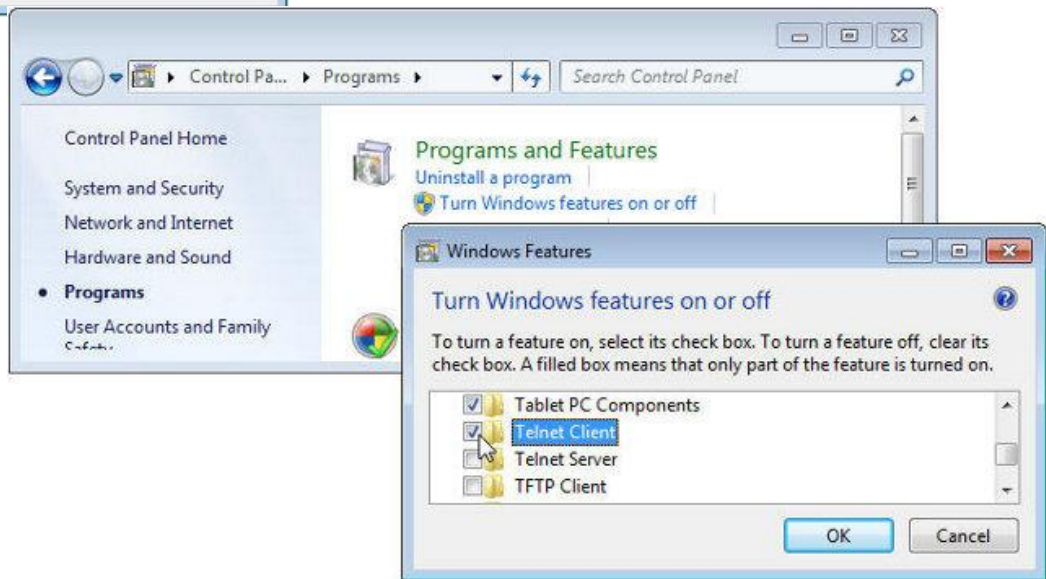 Control Pa... Programs
Search Control Panel
Control Panel Home
System and Security
Network and Internet
Hardware and Sound
Programs
User Accounts and Family
Safety
Programs and Features
Uninstall a program
Turn Windows features on or off
Windows Features
Turn Windows features on or off
To turn a feature on, select its check box. To turn a feature off, clear its
check box. A filled box means that only part of the feature is turned on.
Tablet PC Components
Telnet Client
Telnet Server
TFTP Client
OK Cancel